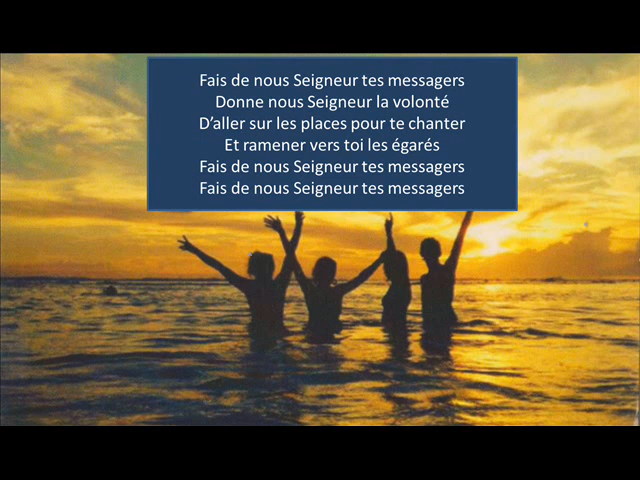 Fais de nous Seigneur tes messagers
Donne nous Seigneur la volonté
D’aller sur les places pour te chanter
Et ramener vers toi les égarés
Fais de nous Seigneur tes messagers
Fais de nous Seigneur tes messagers